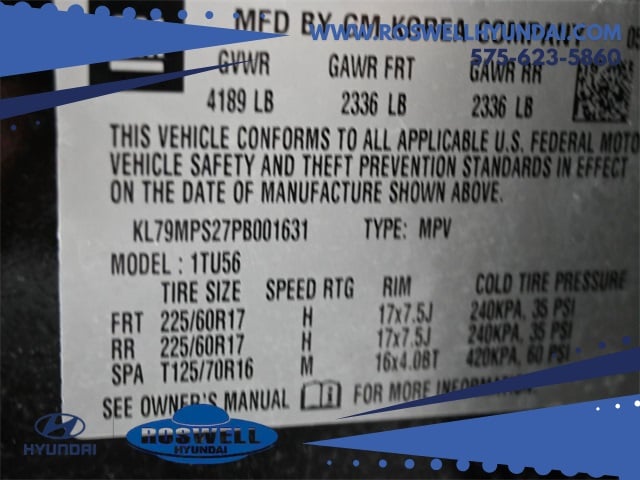 MFD BY GM KOREA COMPANY 05
WWW.ROSWELLHYUNDAI.COM
575-623-5860
GVWR GAWR FRT GAWR RR
4189 LB 2336 LB 2336 LB
THIS VEHICLE CONFORMS TO ALL APPLICABLE U.S. FEDERAL MOTO
VEHICLE SAFETY AND THEFT PREVENTION STANDARDS IN EFFECT
ON THE DATE OF MANUFACTURE SHOWN ABOVE.
KL79MPS27PB001631 TYPE: MPV
MODEL: 1TU56
TIRE SIZE SPEED RTG RIM COLD TIRE PRESSURE
FRT 225/60R17 H 17x7.5J 240KPA, 35 PSI
RR 225/60R17 H 17x7.5J 240KPA, 35 PSI
SPA T125/70R16 M 16x4.0BT 420KPA, 60 PSI
SEE OWNER'S MANUAL FOR MORE INFORMATION.
HYUNDAI
ROSWELL
HYUNDAI